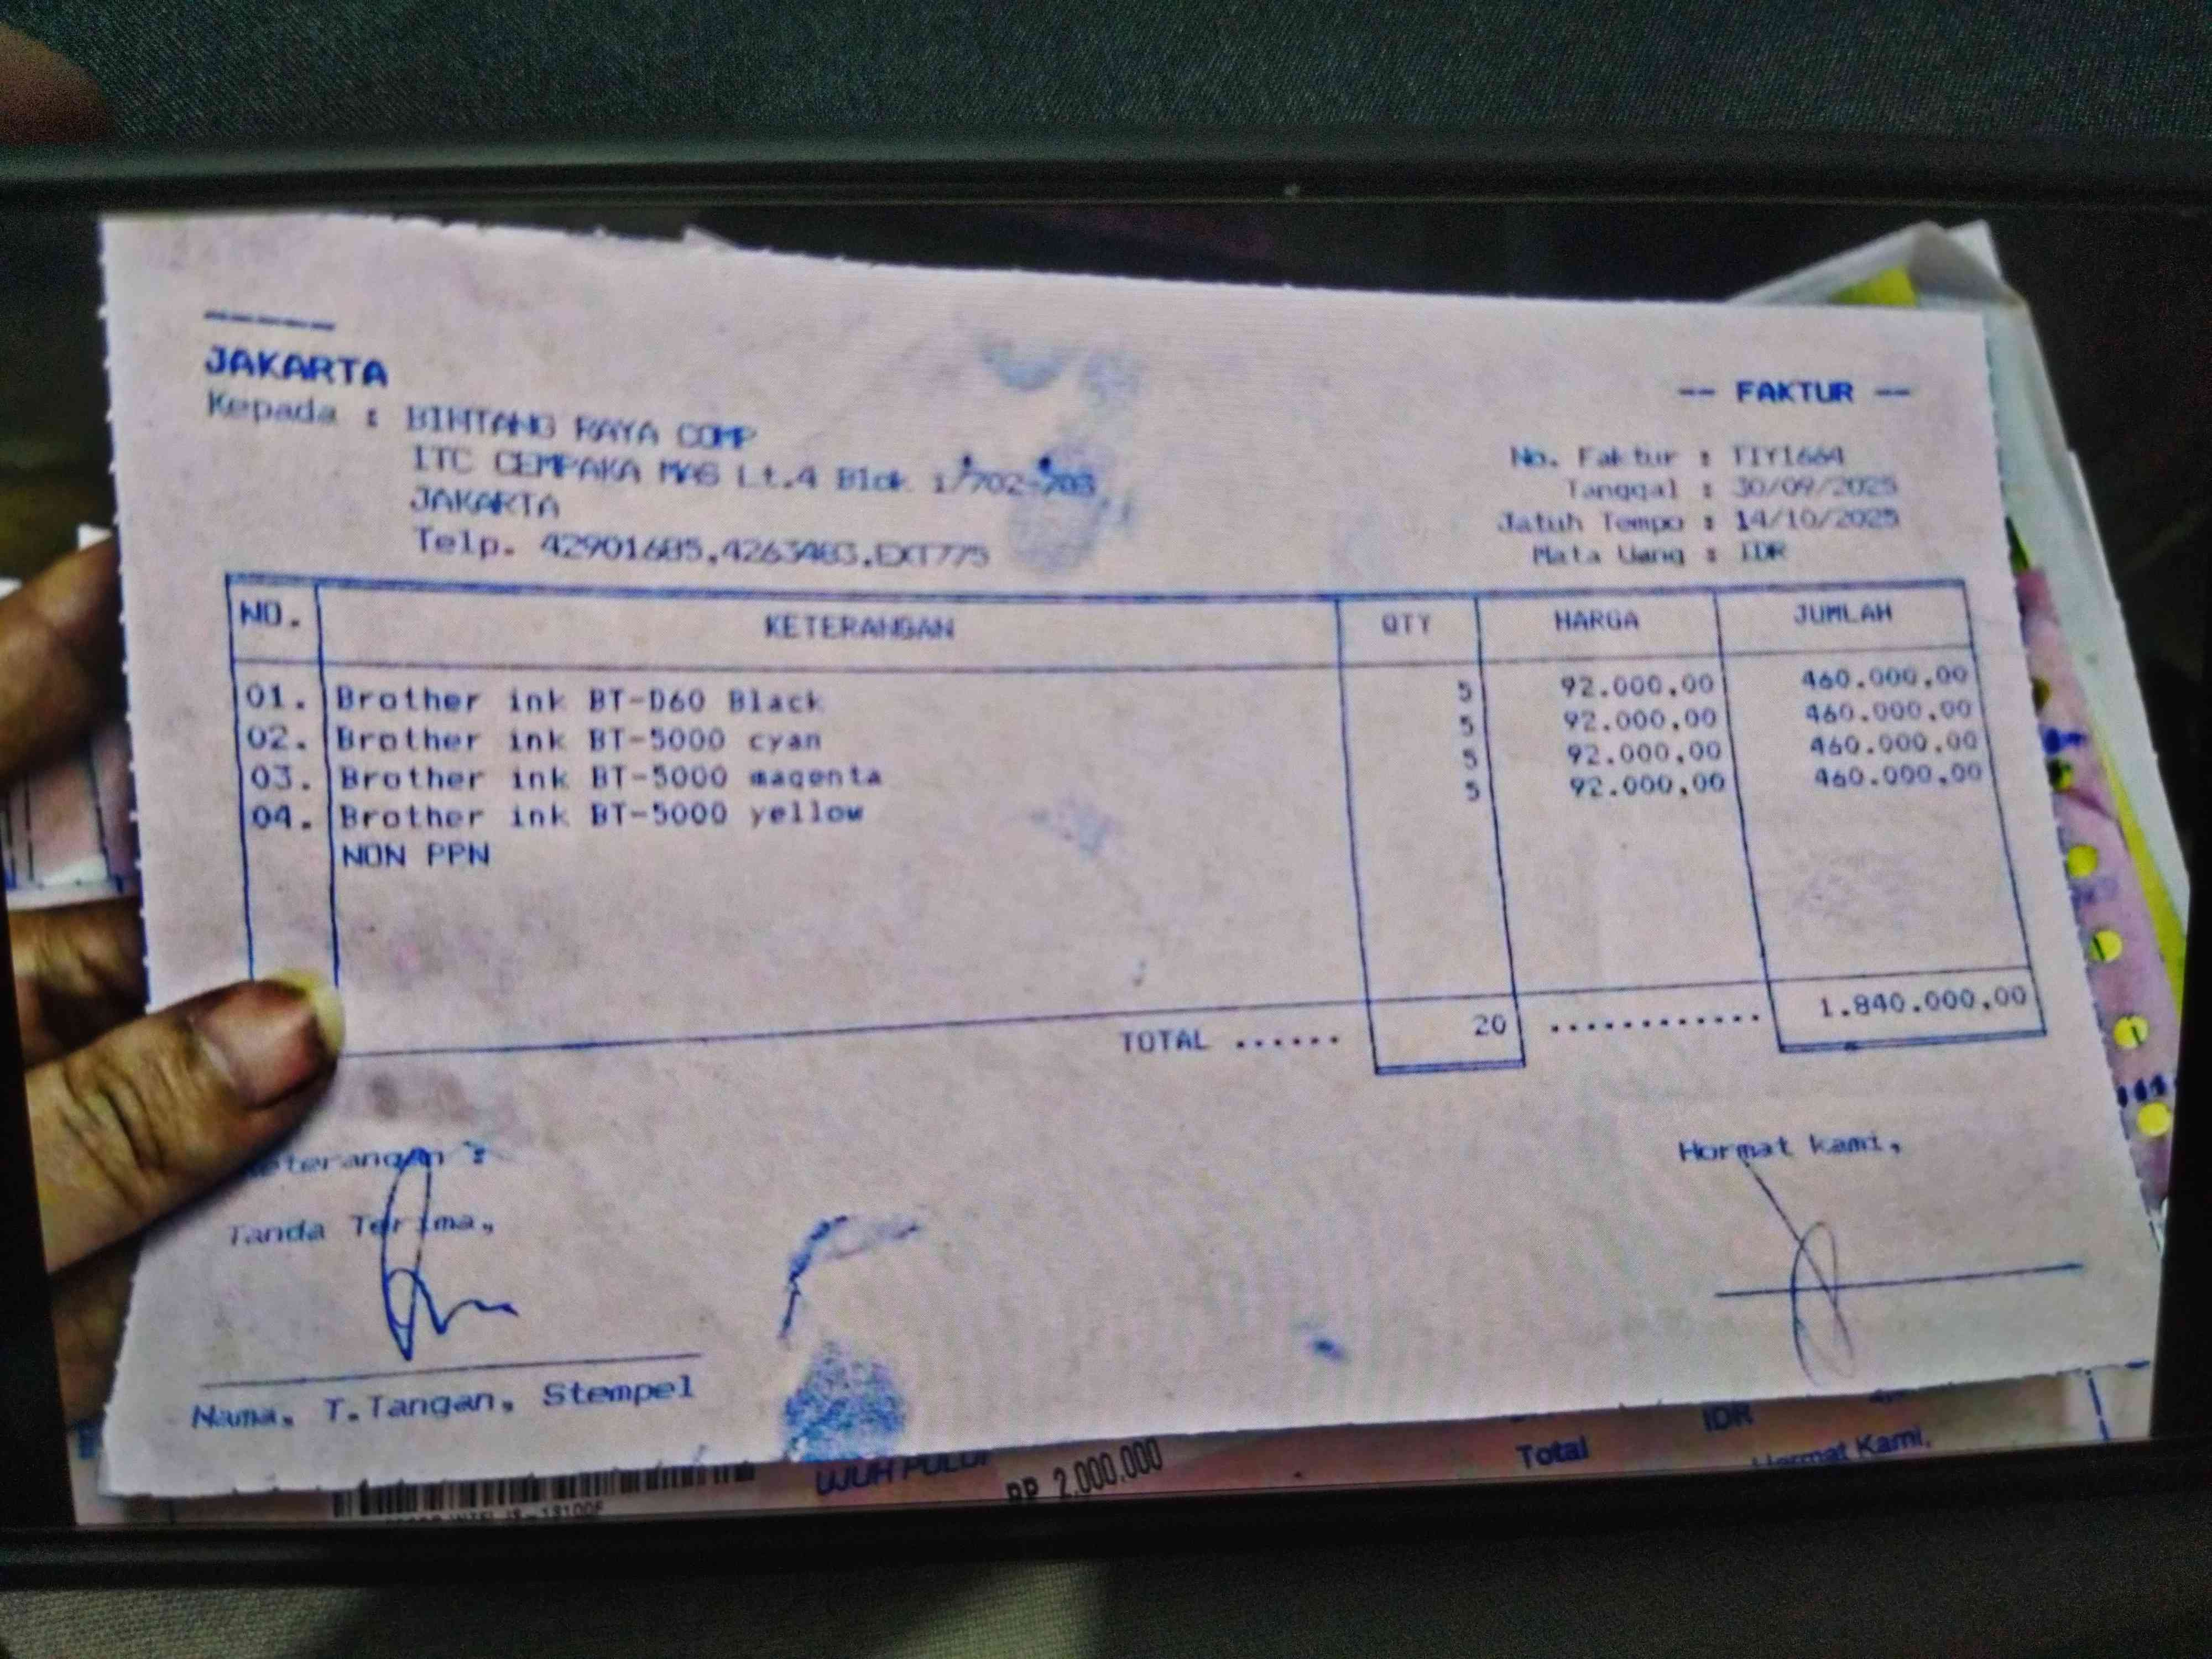 JAKARTA
-- FAKTUR --
Kepada : BINTANG RAYA COMP
ITC CEMPAKA MAS Lt.4 Blok i/702-703
JAKARTA
Telp. 42901685,4263483,EXT775
No. Faktur : TIY1664
Tanggal : 30/09/2025
Jatuh Tempo : 14/10/2025
Mata Uang : IDR
NO. KETERANGAN QTY HARGA JUMLAH
01. Brother ink BT-D60 Black 5 92.000,00 460.000,00
02. Brother ink BT-5000 cyan 5 92.000,00 460.000,00
03. Brother ink BT-5000 magenta 5 92.000,00 460.000,00
04. Brother ink BT-5000 yellow 5 92.000,00 460.000,00
NON PPN
TOTAL ...... 20 ............ 1.840.000,00
Keterangan :
Hormat kami,
Tanda Terima,
Nama, T.Tangan, Stempel
RP 2.000.000
Total
IDR
Hormat Kami,